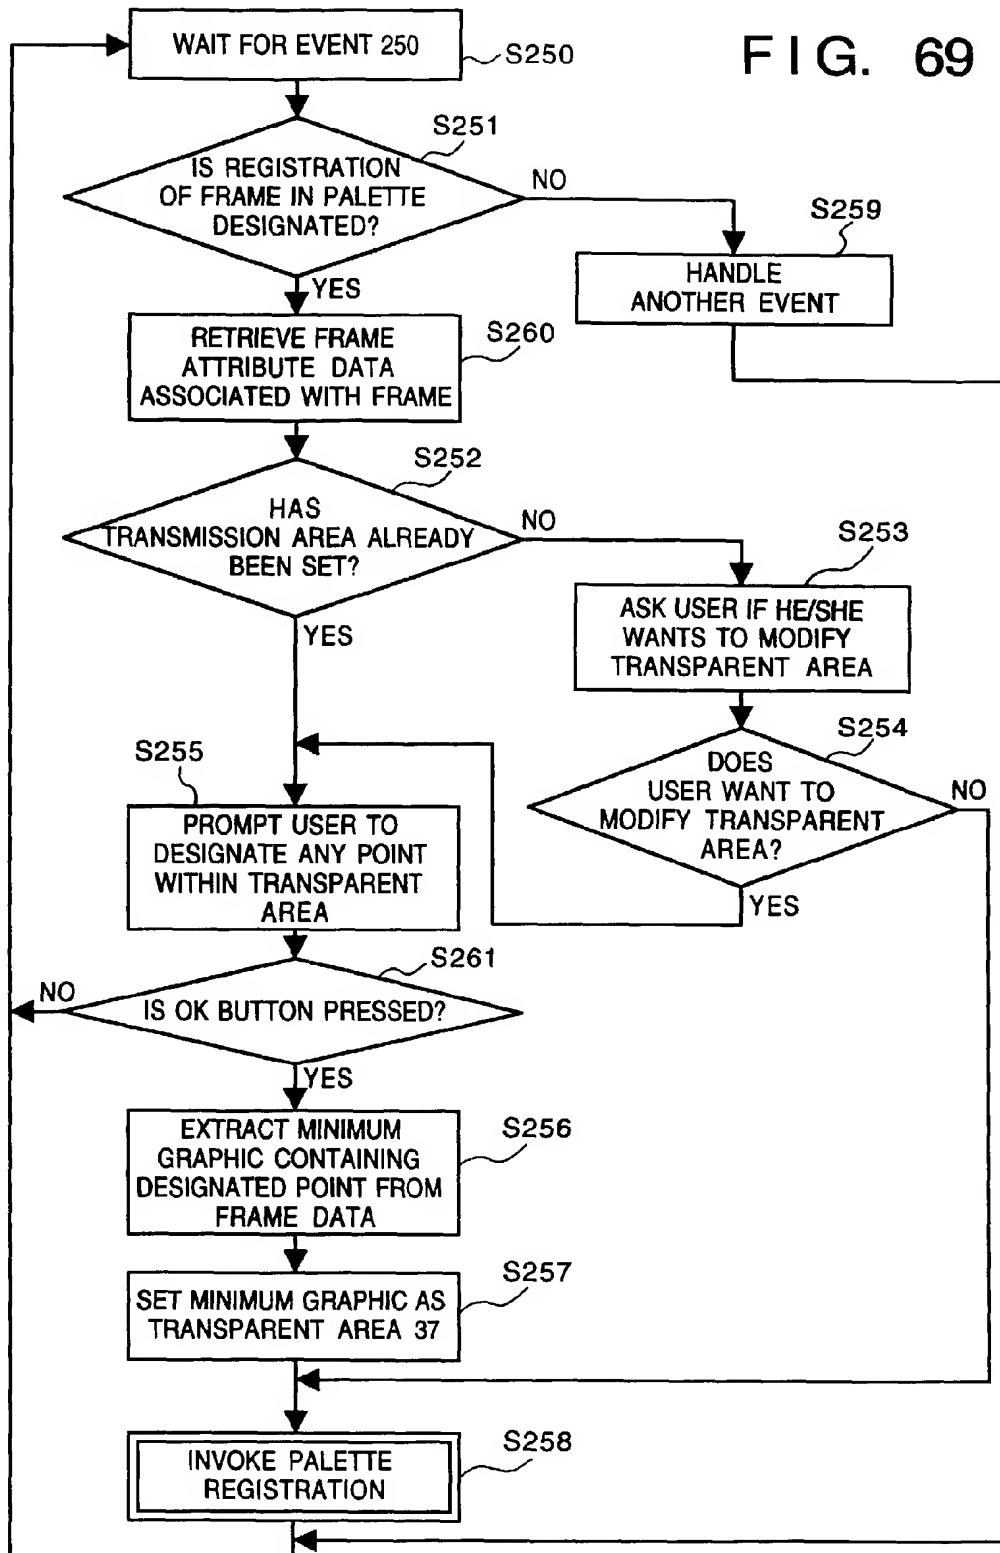 FIG. 69
WAIT FOR EVENT 250
S250
S251
IS REGISTRATION
OF FRAME IN PALETTE
DESIGNATED?
NO
YES
S259
HANDLE
ANOTHER EVENT
S260
RETRIEVE FRAME
ATTRIBUTE DATA
ASSOCIATED WITH FRAME
S252
HAS
TRANSMISSION AREA ALREADY
BEEN SET?
NO
YES
S253
ASK USER IF HE/SHE
WANTS TO MODIFY
TRANSPARENT AREA
S254
DOES
USER WANT TO
MODIFY TRANSPARENT
AREA?
NO
YES
S255
PROMPT USER TO
DESIGNATE ANY POINT
WITHIN TRANSPARENT
AREA
S261
IS OK BUTTON PRESSED?
NO
YES
S256
EXTRACT MINIMUM
GRAPHIC CONTAINING
DESIGNATED POINT FROM
FRAME DATA
S257
SET MINIMUM GRAPHIC AS
TRANSPARENT AREA 37
S258
INVOKE PALETTE
REGISTRATION